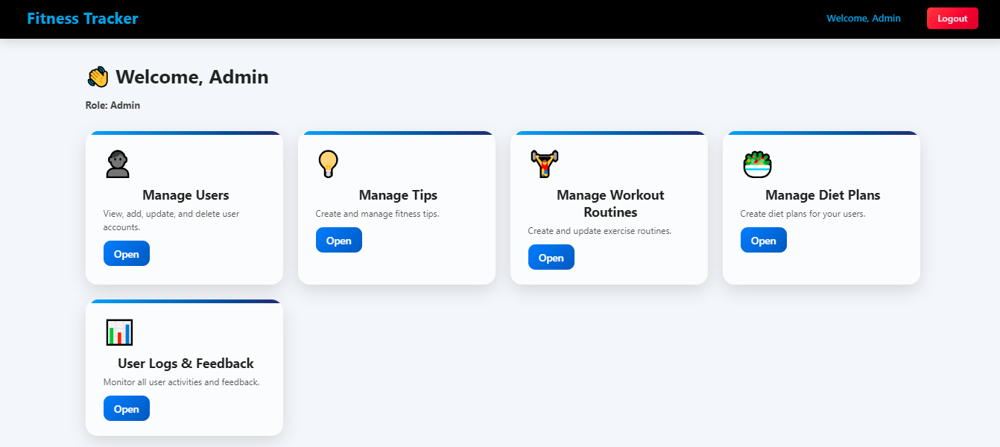 Fitness Tracker
Welcome, Admin
Logout
Welcome, Admin
Role: Admin
Manage Users
View, add, update, and delete user
accounts.
Open
Manage Tips
Create and manage fitness tips.
Open
Manage Workout
Routines
Create and update exercise routines.
Open
Manage Diet Plans
Create diet plans for your users.
Open
User Logs & Feedback
Monitor all user activities and feedback.
Open